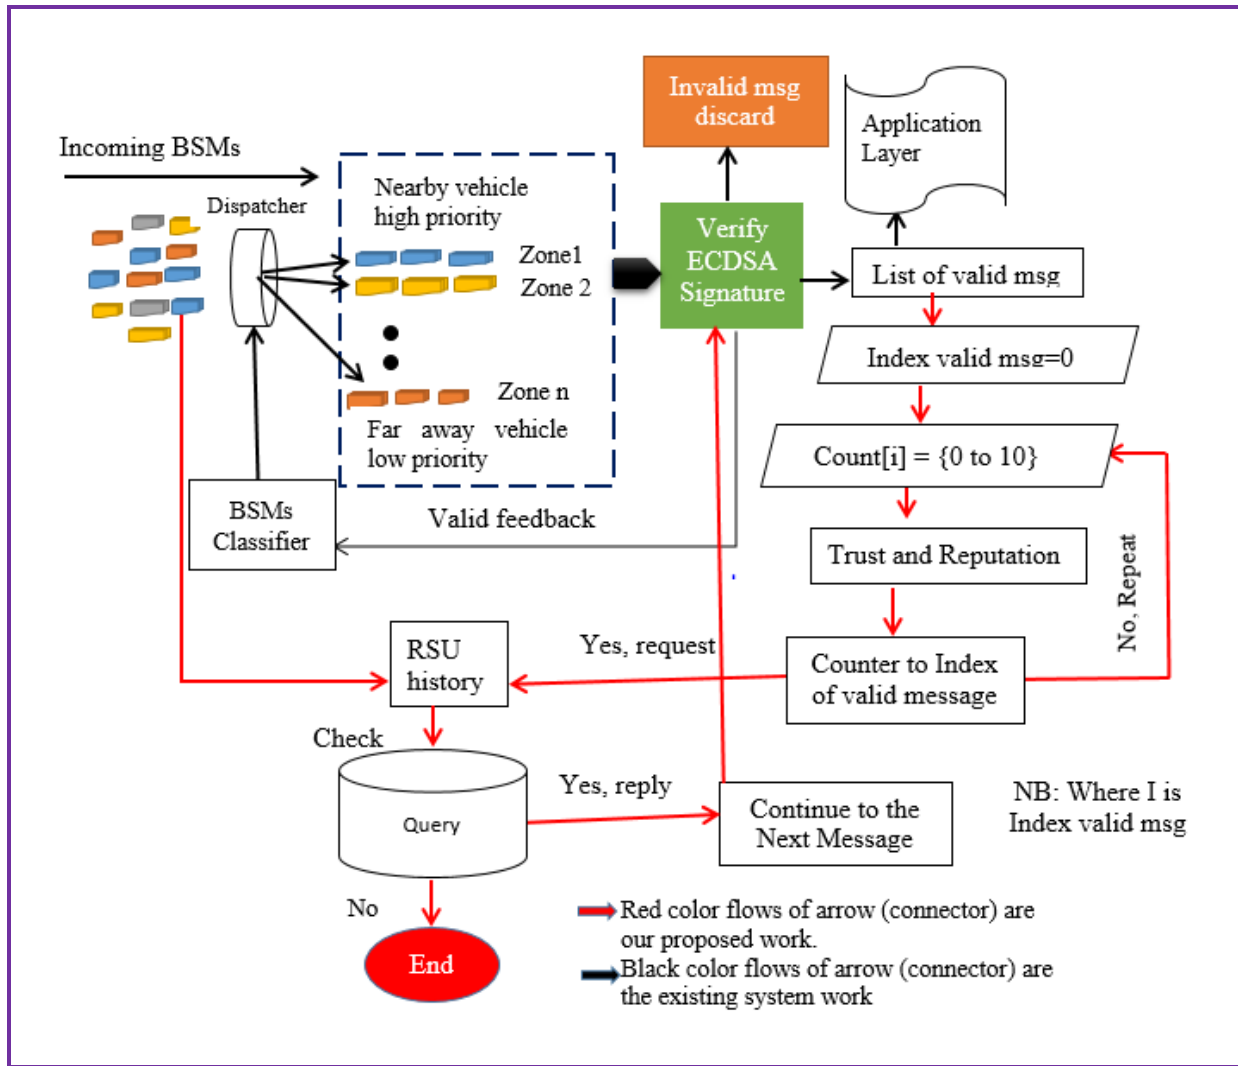 Invalid msg
discard
Application
Layer
Incoming BSMs
Dispatcher
Nearby vehicle
high priority
Zone1
Zone 2
Zone n
Far away vehicle
low priority
Verify
ECDSA
Signature
List of valid msg
Index valid msg=0
Count[i] = {0 to 10}
BSMs
Classifier
Valid feedback
Trust and Reputation
No, Repeat
RSU
history
Yes, request
Counter to Index
of valid message
Check
Query
Yes, reply
Continue to the
Next Message
NB: Where I is
Index valid msg
No
End
Red color flows of arrow (connector) are
our proposed work.
Black color flows of arrow (connector) are
the existing system work